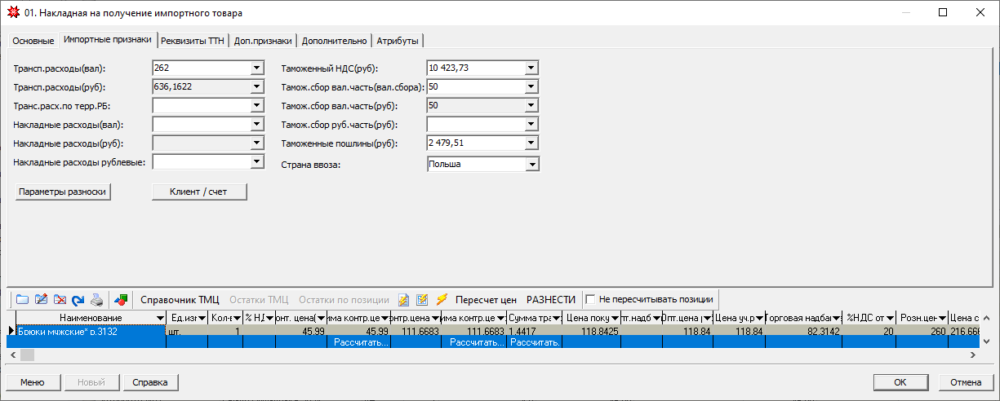 01. Накладная на получение импортного товара
Основные Импортные признаки Реквизиты ТТН Доп.признаки Дополнительно Атрибуты
Трансп.расходы(вал): 262 Таможенный НДС(руб): 10 423,73
Трансп.расходы(руб): 636,1622 Тамож.сбор вал.часть(вал.сбора): 50
Транс.расх.по терр.РБ: Тамож.сбор вал.часть(руб): 50
Накладные расходы(вал): Тамож.сбор руб.часть(руб):
Накладные расходы(руб): Таможенные пошлины(руб): 2 479,51
Накладные расходы рублевые: Страна ввоза: Польша
Параметры разноски Клиент / счет
Справочник ТМЦ Остатки ТМЦ Остатки по позиции Пересчет цен РАЗНЕСТИ Не пересчитывать позиции
Наименование Ед.изм Кол-в % НД онт. цена( има контр.це онтр.цена има контр.це Сумма тра Цена поку пт.надб Опт.цена Цена уч.р Торговая надбав %НДС от Розн.цен Цена с
Брюки мужские* р.3132 шт. 1 45.99 45.99 111.6683 111.6683 1.4417 118.8425 118.84 118.84 82.3142 20 260 216.666
Рассчитать... Рассчитать... Рассчитать.
Меню Новый Справка OK Отмена